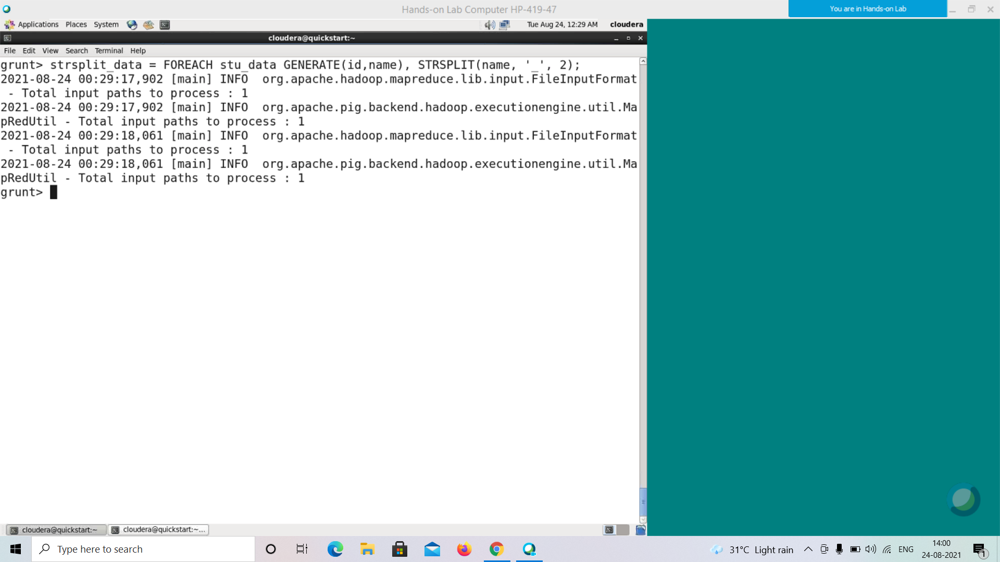 Hands-on Lab Computer HP-419-47
You are in Hands-on Lab
Applications Places System
Tue Aug 24, 12:29 AM cloudera
cloudera@quickstart:~
File Edit View Search Terminal Help
grunt> strsplit_data = FOREACH stu_data GENERATE(id,name), STRSPLIT(name, '_', 2);
2021-08-24 00:29:17,902 [main] INFO  org.apache.hadoop.mapreduce.lib.input.FileInputFormat
 - Total input paths to process : 1
2021-08-24 00:29:17,902 [main] INFO  org.apache.pig.backend.hadoop.executionengine.util.Ma
pRedUtil - Total input paths to process : 1
2021-08-24 00:29:18,061 [main] INFO  org.apache.hadoop.mapreduce.lib.input.FileInputFormat
 - Total input paths to process : 1
2021-08-24 00:29:18,061 [main] INFO  org.apache.pig.backend.hadoop.executionengine.util.Ma
pRedUtil - Total input paths to process : 1
grunt>
cloudera@quickstart:~
cloudera@quickstart:~...
Type here to search
31°C Light rain
ENG
14:00
24-08-2021
1